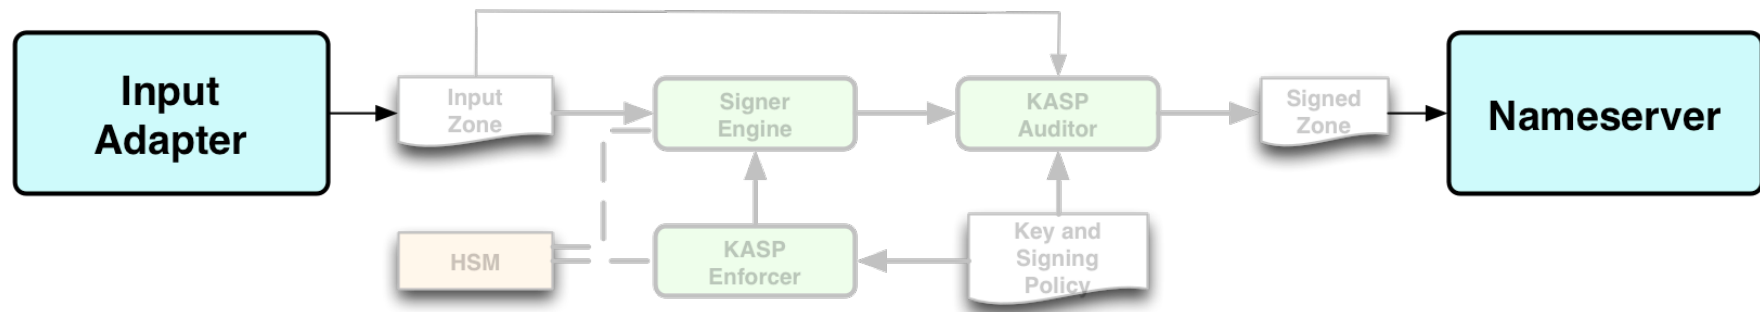 Input
Adapter
Input
Zone
Signer
Engine
KASP
Auditor
Signed
Zone
Nameserver
HSM
KASP
Enforcer
Key and
Signing
Policy